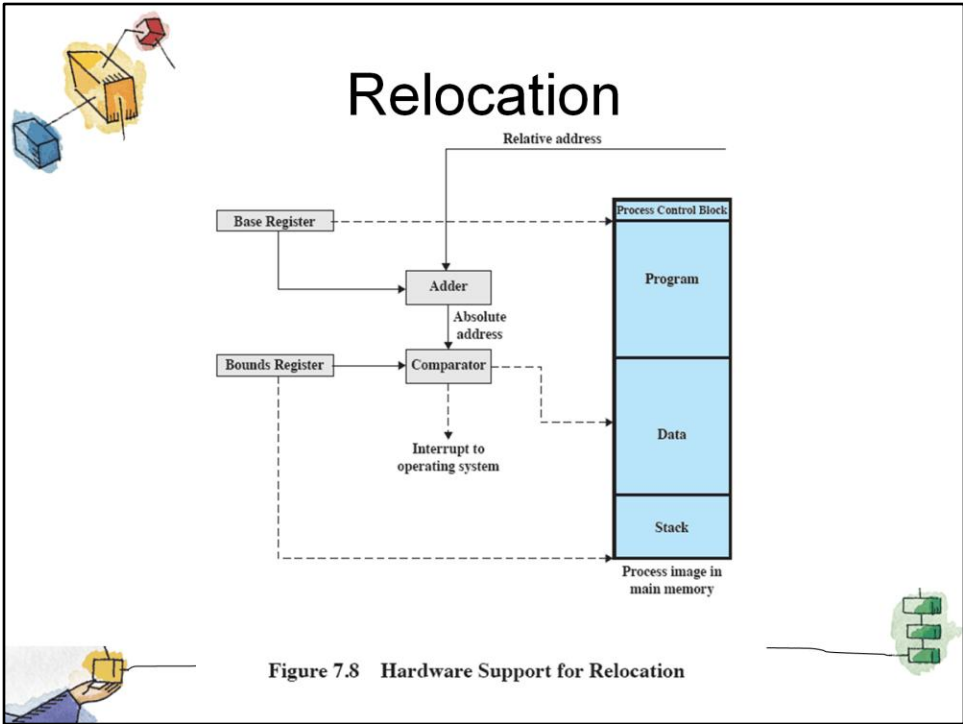 Relocation
Relative address
Process Control Block
Base Register
Program
Adder
Absolute
address
Bounds Register
Comparator
Data
Interrupt to
operating system
Stack
Process image in
main memory
Figure 7.8 Hardware Support for Relocation